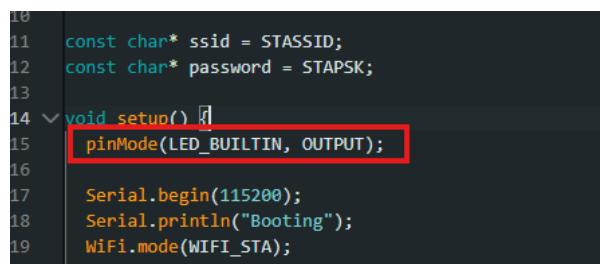 10
11 const char* ssid = STASSID;
12 const char* password = STAPSK;
13
14 void setup() {
15 pinMode(LED_BUILTIN, OUTPUT);
16
17 Serial.begin(115200);
18 Serial.println("Booting");
19 WiFi.mode(WIFI_STA);